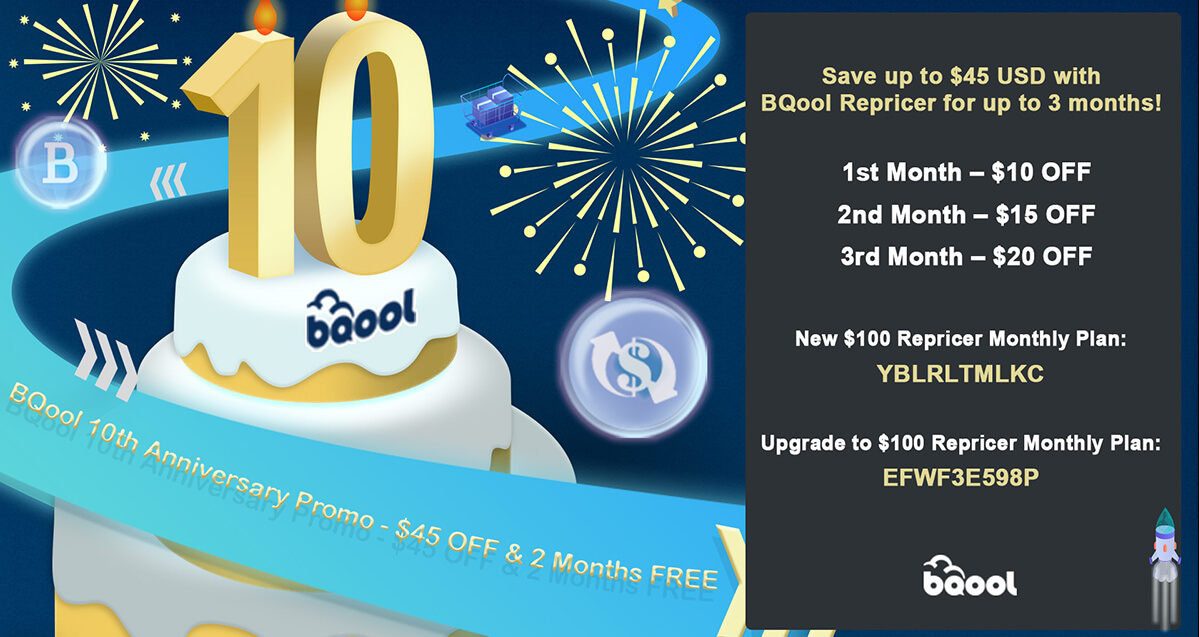 10
B
bqool
$
BQool 10th Anniversary Promo - $45 OFF & 2 Months FREE
Save up to $45 USD with
BQool Repricer for up to 3 months!
1st Month – $10 OFF
2nd Month – $15 OFF
3rd Month – $20 OFF
New $100 Repricer Monthly Plan:
YBLRLTMLKC
Upgrade to $100 Repricer Monthly Plan:
EFWF3E598P
bqool